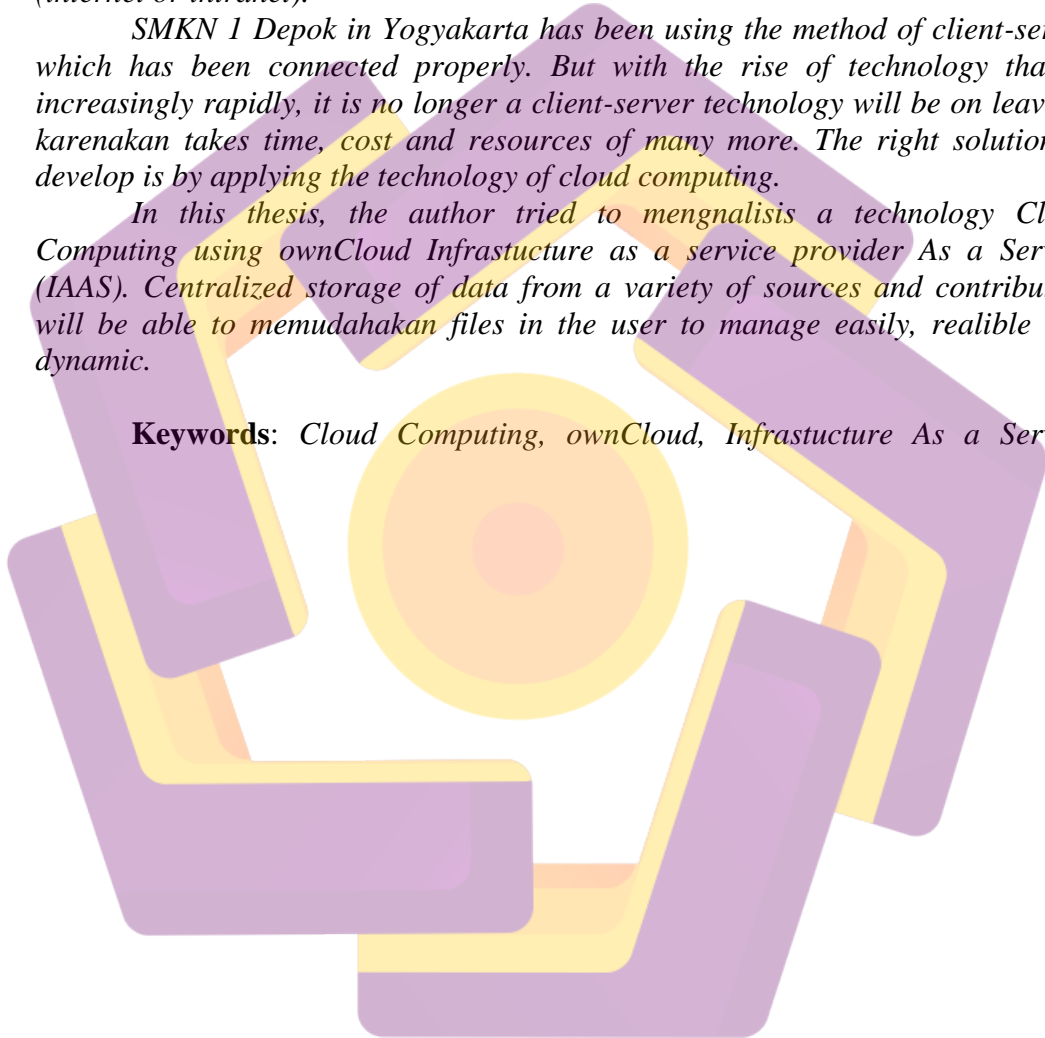 (internet or intranet).
SMKN 1 Depok in Yogyakarta has been using the method of client-ser
which has been connected properly. But with the rise of technology tha
increasingly rapidly, it is no longer a client-server technology will be on leav
karenakan takes time, cost and resources of many more. The right solution
develop is by applying the technology of cloud computing.
In this thesis, the author tried to mengnalisis a technology Cl
Computing using ownCloud Infrastucture as a service provider As a Ser
(IAAS). Centralized storage of data from a variety of sources and contribu
will be able to memudahakan files in the user to manage easily, realible
dynamic.
Keywords: Cloud Computing, ownCloud, Infrastucture As a Ser